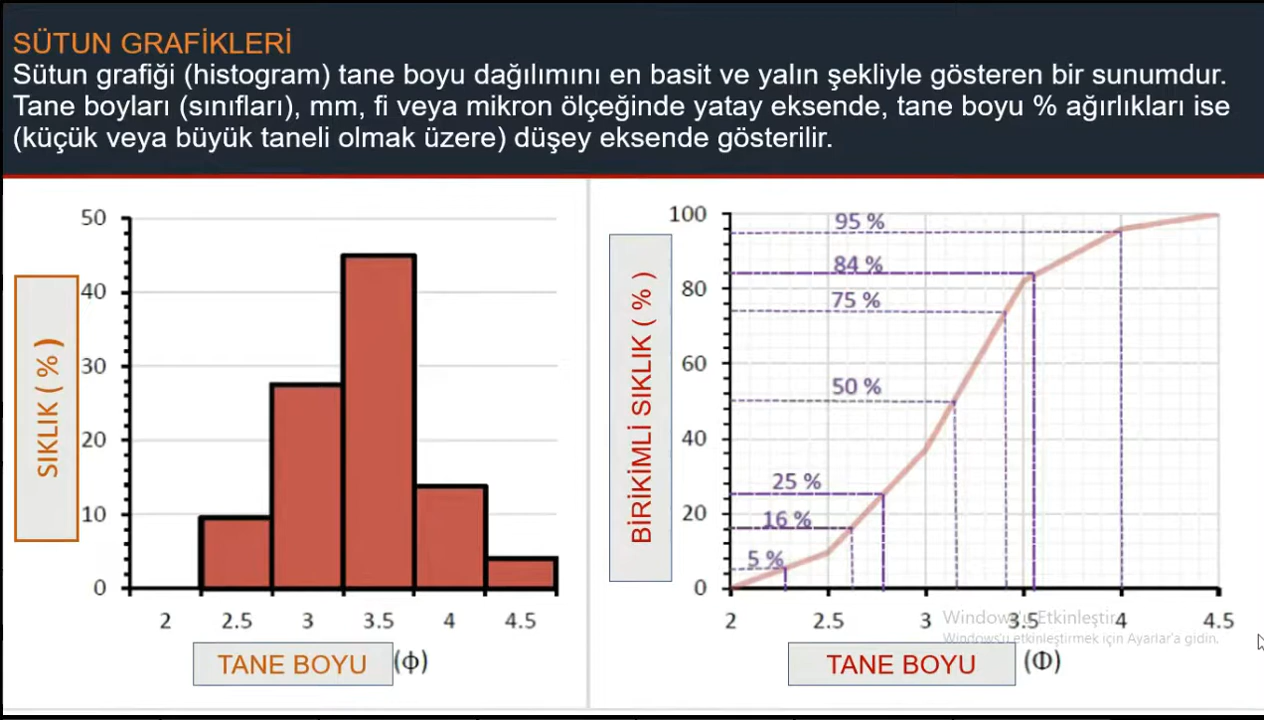 SÜTUN GRAFİKLERİ
Sütun grafiği (histogram) tane boyu dağılımını en basit ve yalın şekliyle gösteren bir sunumdur.
Tane boyları (sınıfları), mm, fi veya mikron ölçeğinde yatay eksende, tane boyu % ağırlıkları ise
(küçük veya büyük taneli olmak üzere) düşey eksende gösterilir.
SIKLIK ( % )
50
40
30
20
10
0
2 2.5 3 3.5 4 4.5
TANE BOYU (ф)
BİRİKİMLİ SIKLIK ( % )
100
80
60
40
20
0
95 %
84 %
75 %
50 %
25 %
16 %
5 %
2 2.5 3 3.5 4 4.5
TANE BOYU (Ф)
Windows'u Etkinleştir
Windows'u etkinleştirmek için Ayarlar'a gidin.